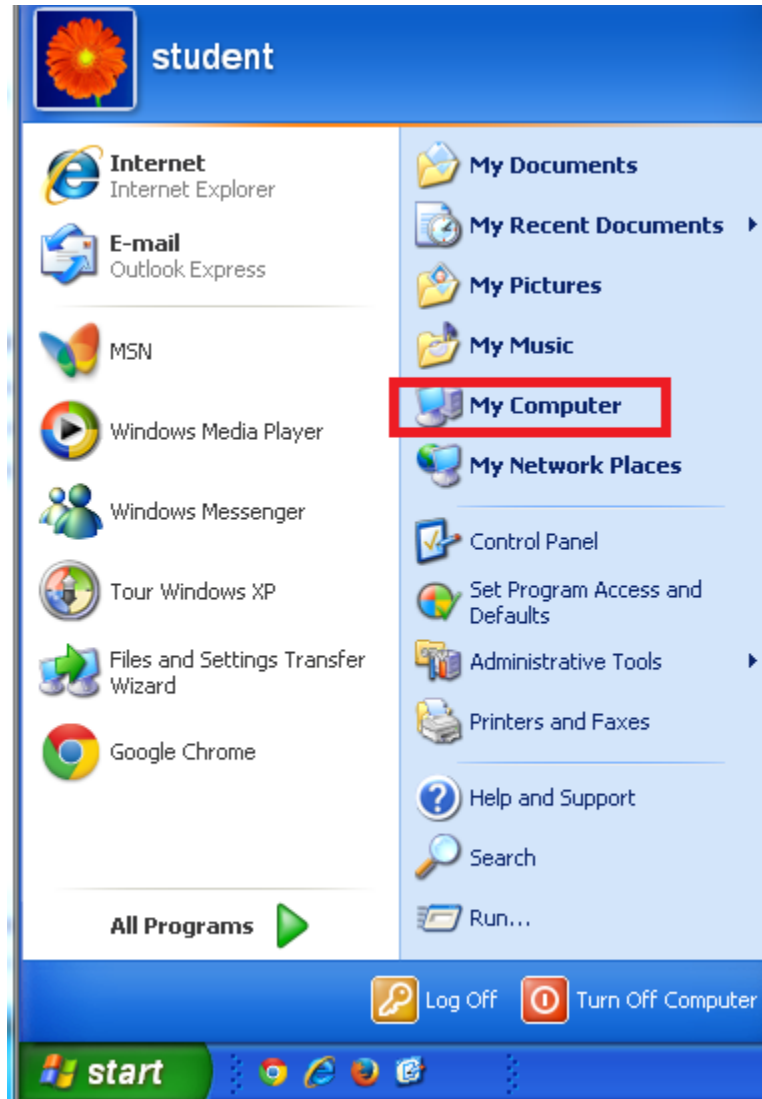 student
Internet
Internet Explorer
E-mail
Outlook Express
MSN
Windows Media Player
Windows Messenger
Tour Windows XP
Files and Settings Transfer
Wizard
Google Chrome
All Programs
My Documents
My Recent Documents
My Pictures
My Music
My Computer
My Network Places
Control Panel
Set Program Access and
Defaults
Administrative Tools
Printers and Faxes
Help and Support
Search
Run...
Log Off
Turn Off Computer
start